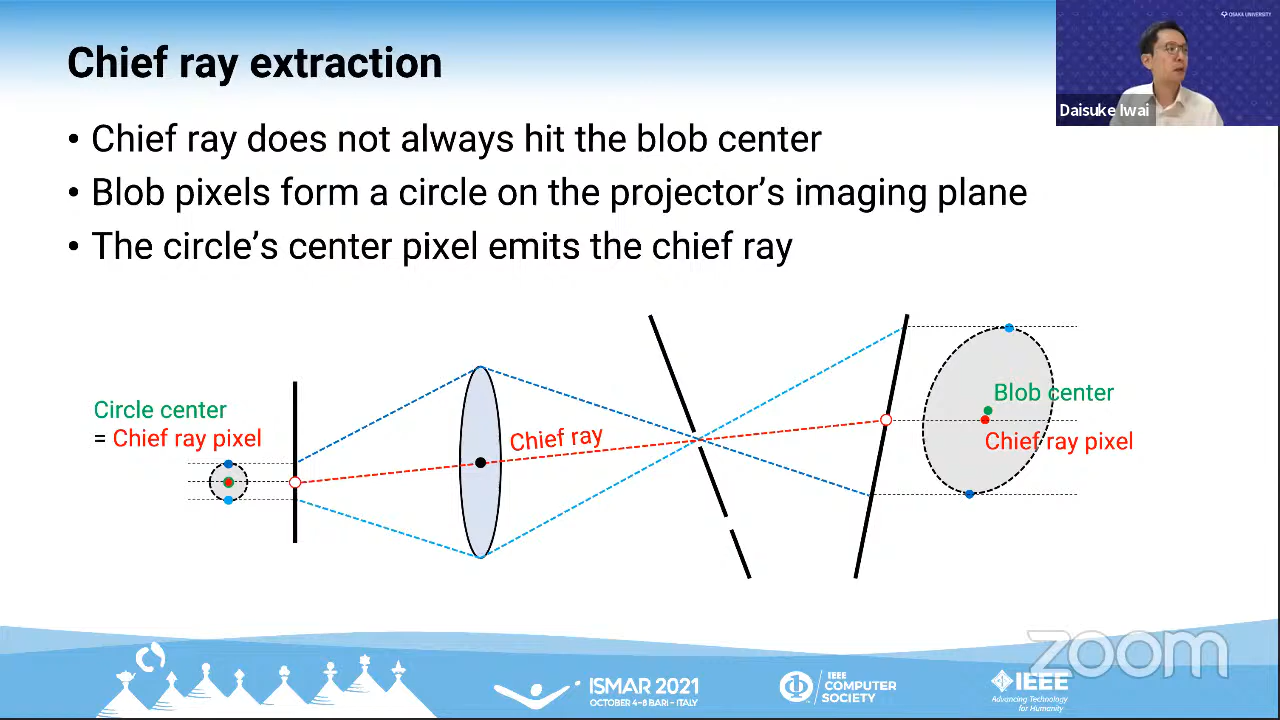 Chief ray extraction
OSAKA UNIVERSITY
Daisuke Iwai
• Chief ray does not always hit the blob center
• Blob pixels form a circle on the projector’s imaging plane
• The circle’s center pixel emits the chief ray
Circle center
= Chief ray pixel
Chief ray
Blob center
Chief ray pixel
zoom
ISMAR 2021
OCTOBER 4-8 BARI - ITALY
IEEE
COMPUTER
SOCIETY
IEEE
Advancing Technology
for Humanity